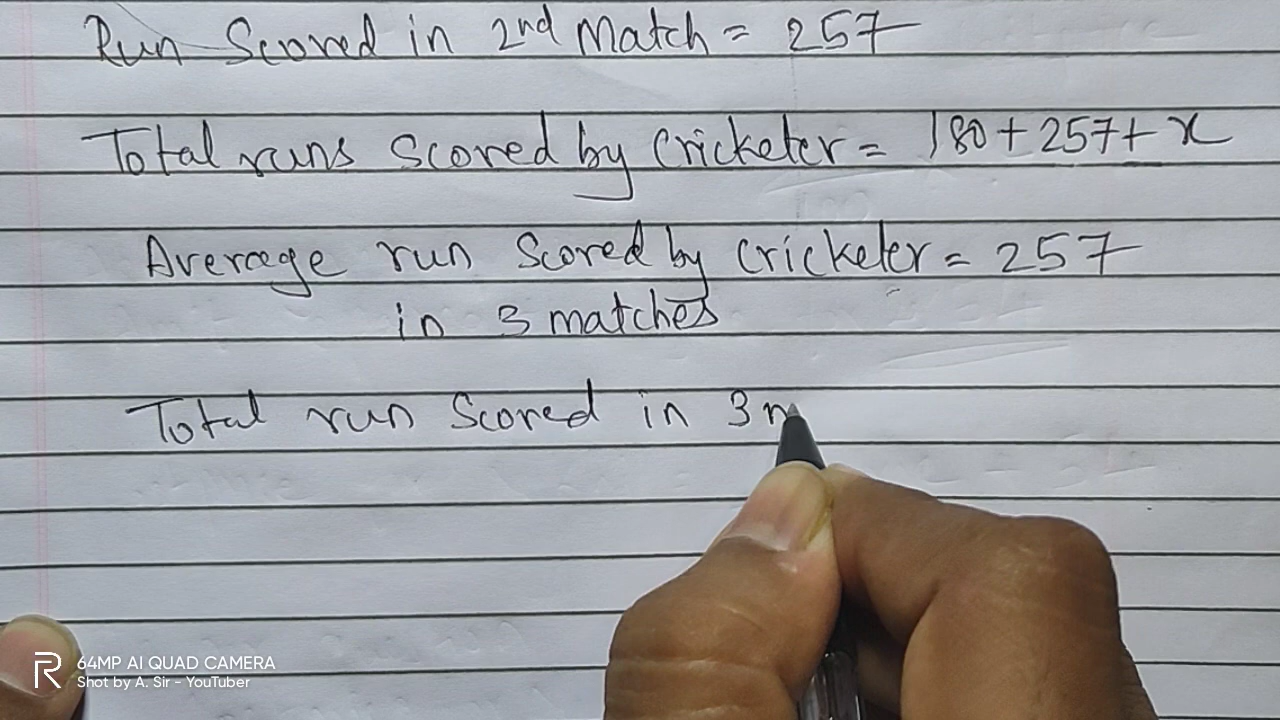 Run Scored in 2nd Match = 257
Total runs scored by Cricketer = 180 + 257 + x
Average run Scored by cricketer = 257
in 3 matches
Total run Scored in 3 m
64MP AI QUAD CAMERA
Shot by A. Sir - YouTuber